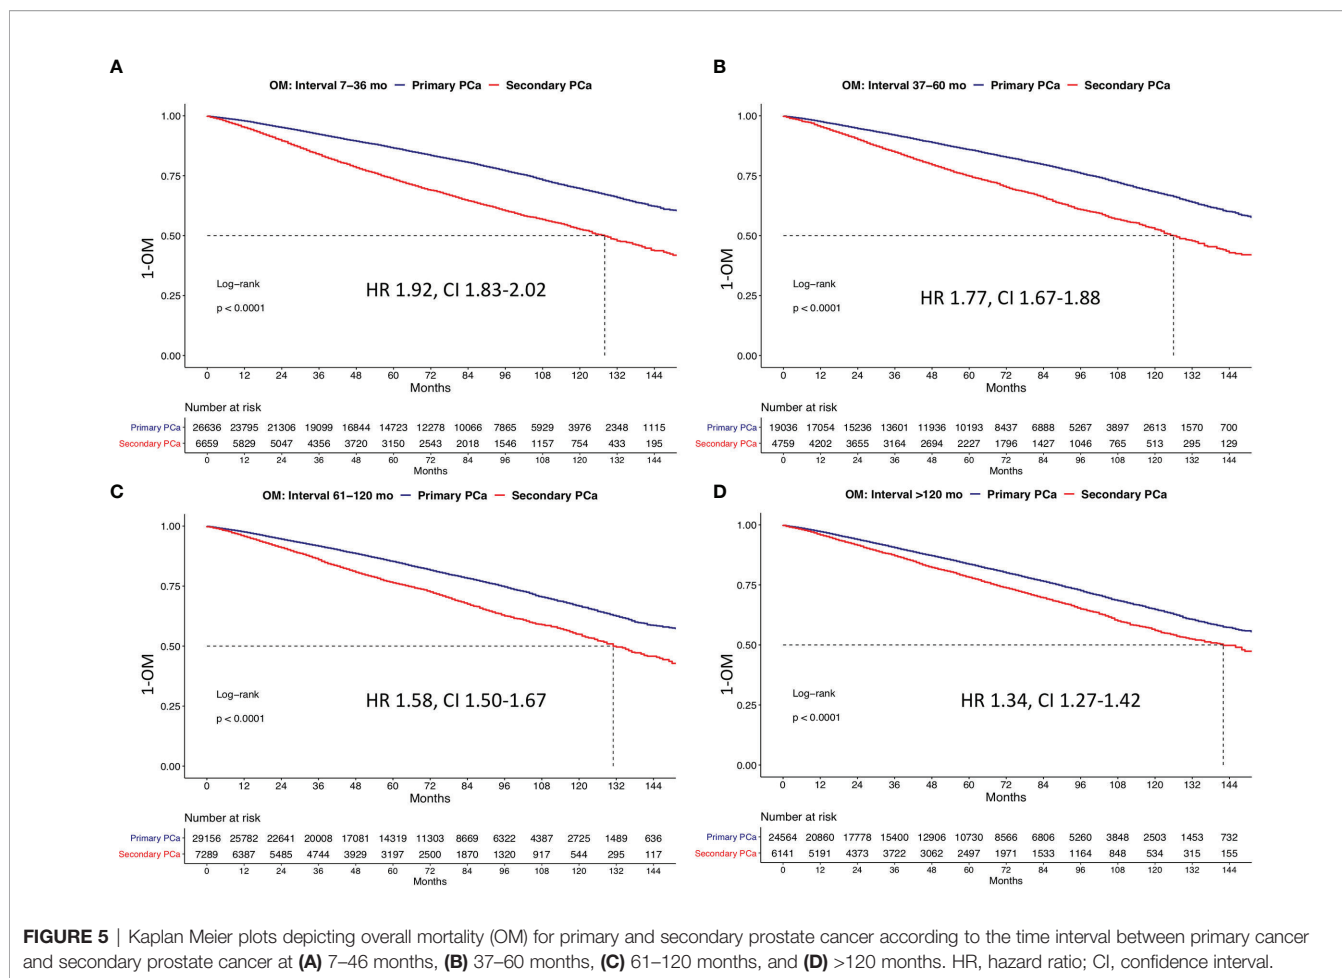 A
OM: Interval 7–36 mo Primary PCa Secondary PCa
1.00
0.75
0.50
0.25
0.00
1-OM
Log–rank
p < 0.0001
HR 1.92, CI 1.83-2.02
0 12 24 36 48 60 72 84 96 108 120 132 144
Months
Number at risk
Primary PCa 26636 23795 21306 19099 16844 14723 12278 10066 7865 5929 3976 2348 1115
Secondary PCa 6659 5829 5047 4356 3720 3150 2543 2018 1546 1157 754 433 195
0 12 24 36 48 60 72 84 96 108 120 132 144
Months
B
OM: Interval 37–60 mo Primary PCa Secondary PCa
1.00
0.75
0.50
0.25
0.00
1-OM
Log–rank
p < 0.0001
HR 1.77, CI 1.67-1.88
0 12 24 36 48 60 72 84 96 108 120 132 144
Months
Number at risk
Primary PCa 19036 17054 15236 13601 11936 10193 8437 6888 5267 3897 2613 1570 700
Secondary PCa 4759 4202 3655 3164 2694 2227 1796 1427 1046 765 513 295 129
0 12 24 36 48 60 72 84 96 108 120 132 144
Months
C
OM: Interval 61–120 mo Primary PCa Secondary PCa
1.00
0.75
0.50
0.25
0.00
1-OM
Log–rank
p < 0.0001
HR 1.58, CI 1.50-1.67
0 12 24 36 48 60 72 84 96 108 120 132 144
Months
Number at risk
Primary PCa 29156 25782 22641 20008 17081 14319 11303 8669 6322 4387 2725 1489 636
Secondary PCa 7289 6387 5485 4744 3929 3197 2500 1870 1320 917 544 295 117
0 12 24 36 48 60 72 84 96 108 120 132 144
Months
D
OM: Interval >120 mo Primary PCa Secondary PCa
1.00
0.75
0.50
0.25
0.00
1-OM
Log–rank
p < 0.0001
HR 1.34, CI 1.27-1.42
0 12 24 36 48 60 72 84 96 108 120 132 144
Months
Number at risk
Primary PCa 24564 20860 17778 15400 12906 10730 8566 6806 5260 3848 2503 1453 732
Secondary PCa 6141 5191 4373 3722 3062 2497 1971 1533 1164 848 534 315 155
0 12 24 36 48 60 72 84 96 108 120 132 144
Months
FIGURE 5 | Kaplan Meier plots depicting overall mortality (OM) for primary and secondary prostate cancer according to the time interval between primary cancer
and secondary prostate cancer at (A) 7–46 months, (B) 37–60 months, (C) 61–120 months, and (D) >120 months. HR, hazard ratio; CI, confidence interval.